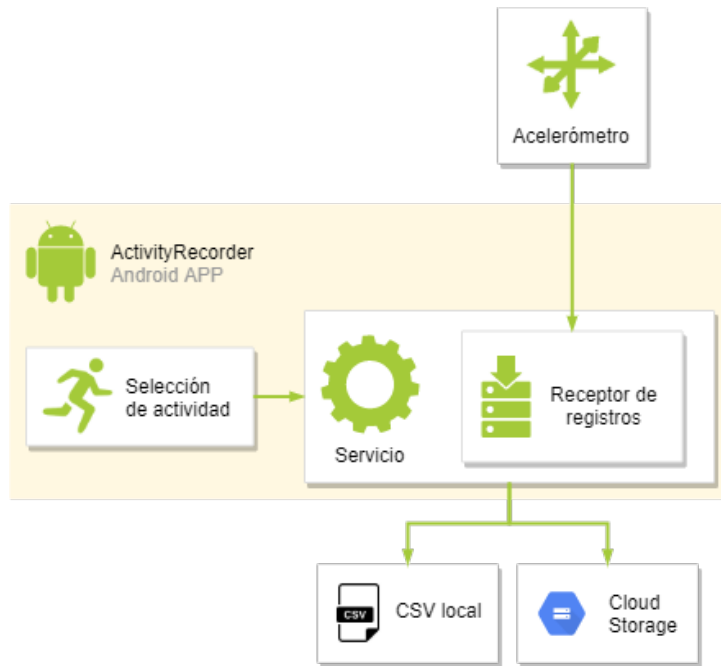 Acelerómetro
ActivityRecorder
Android APP
Selección
de actividad
Servicio
Receptor de
registros
CSV
CSV local
Cloud
Storage